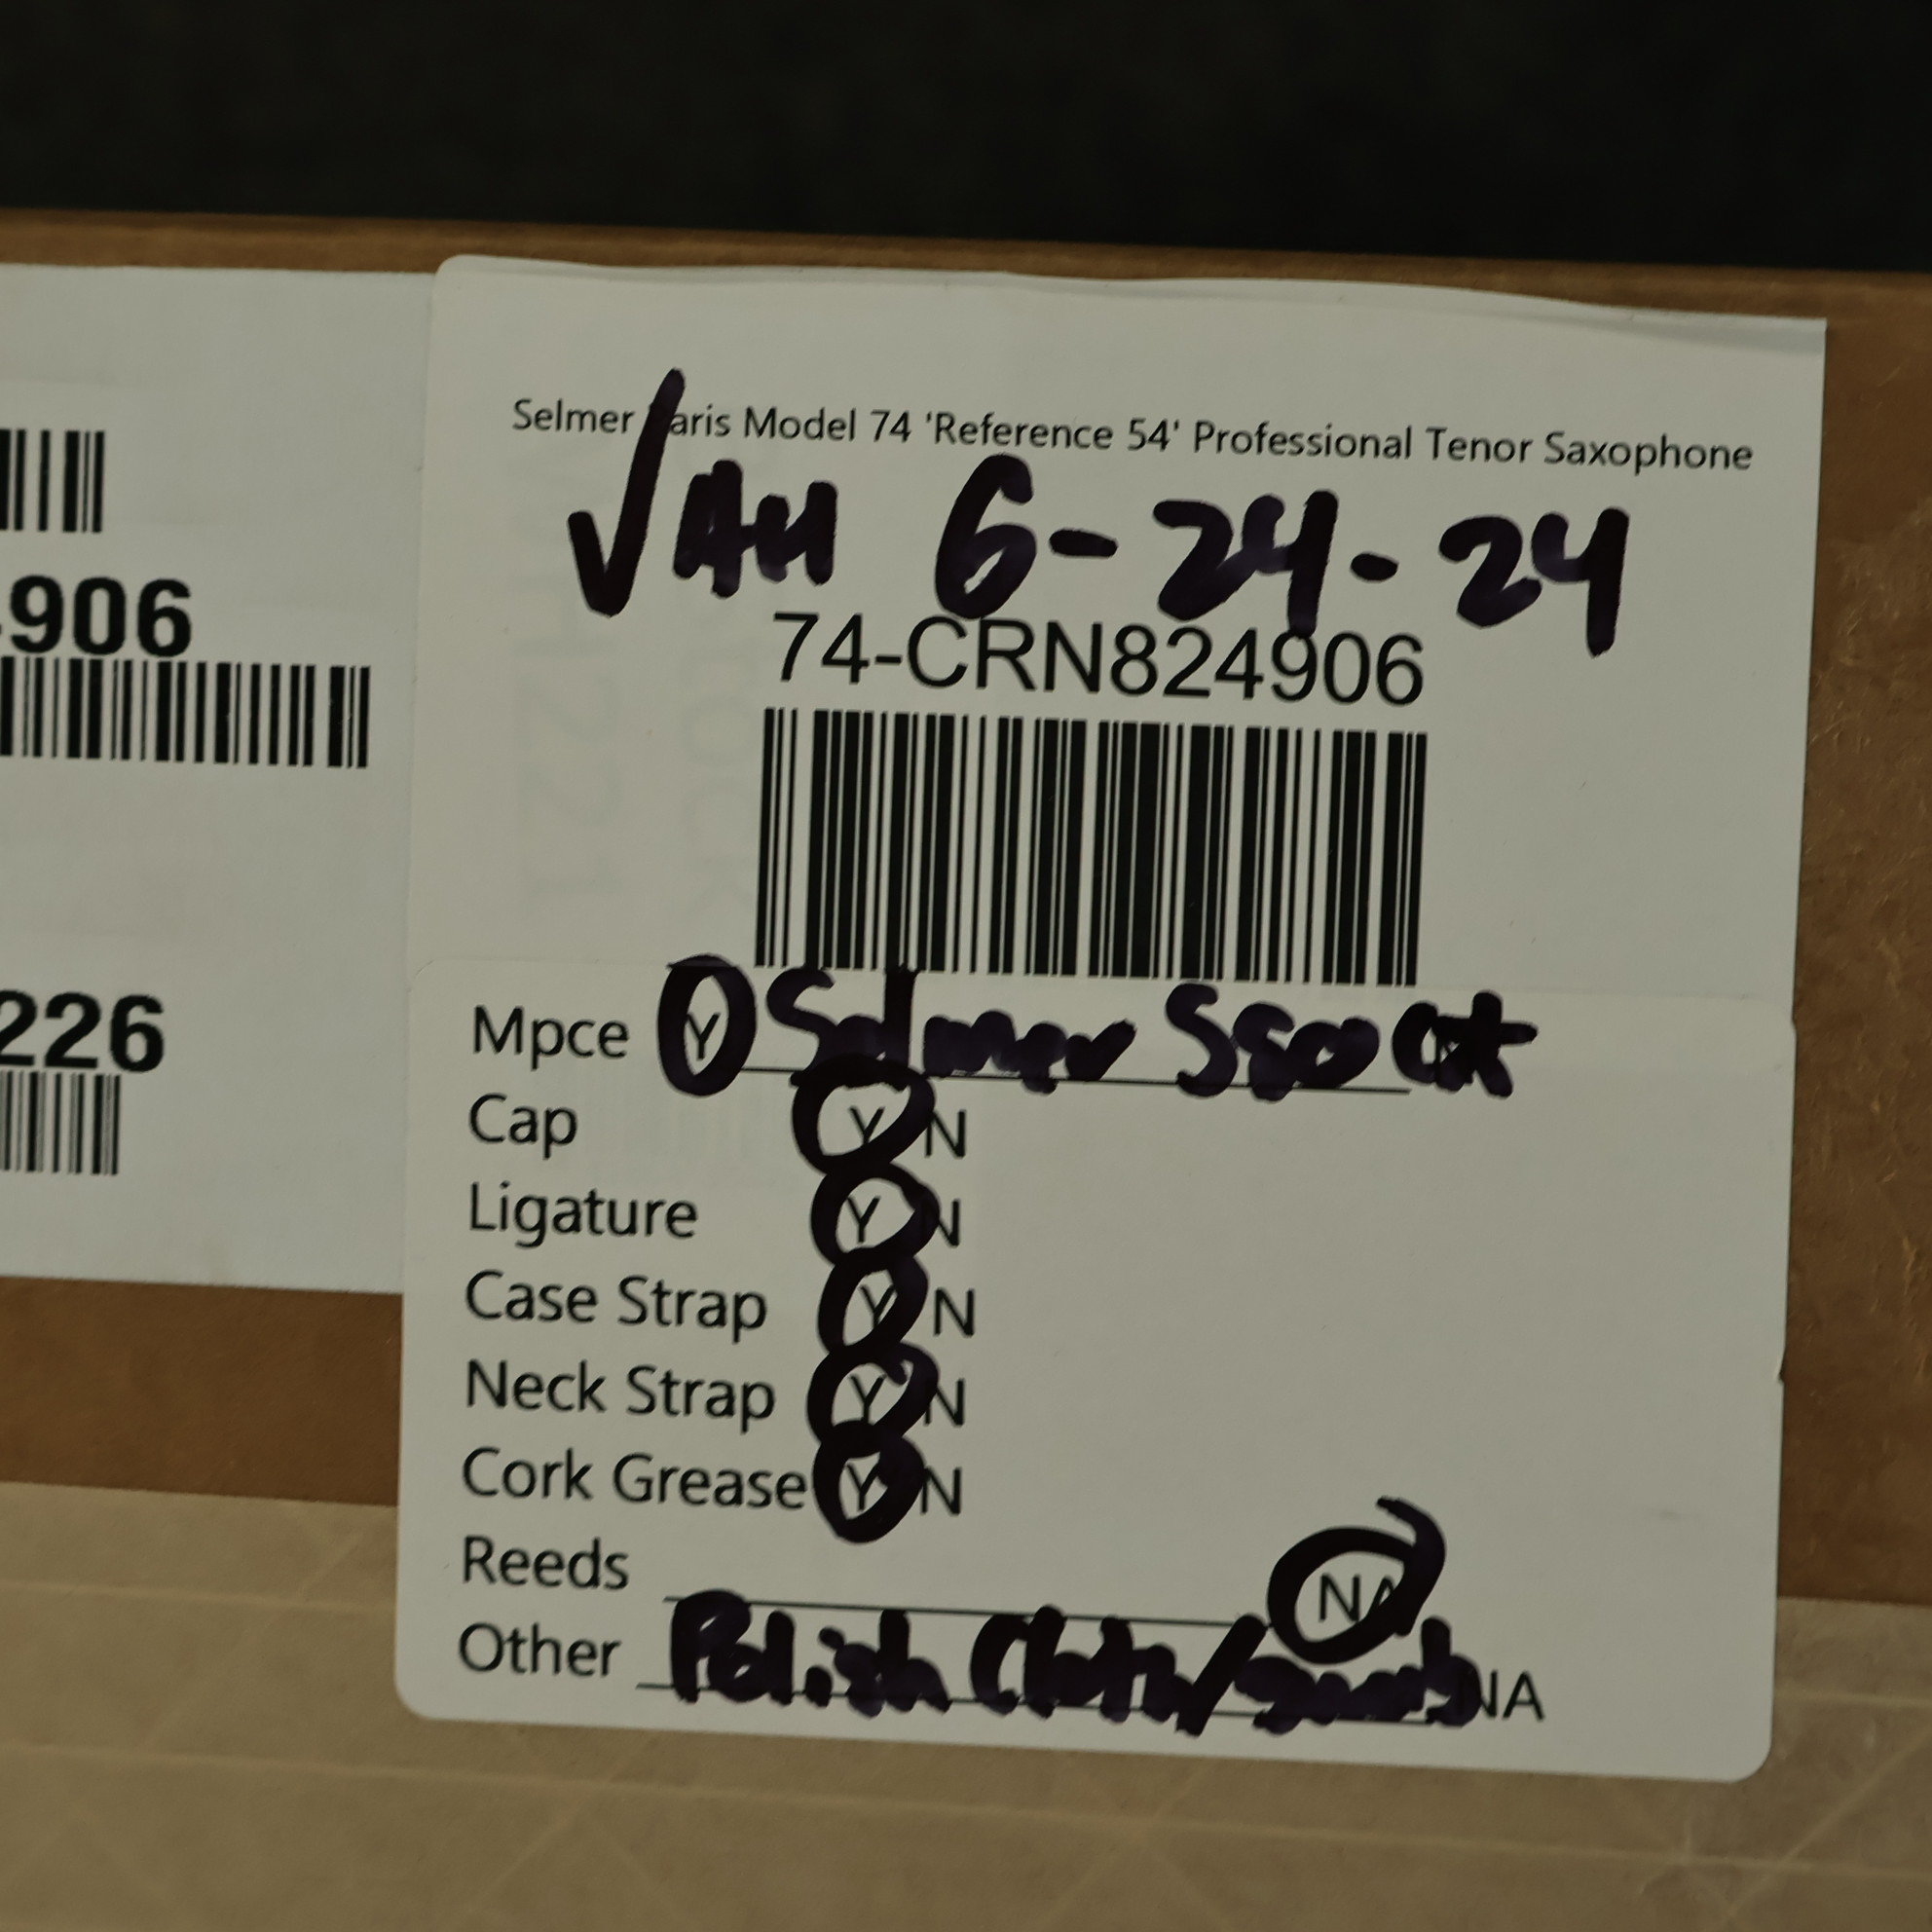 906
226
Selmer Paris Model 74 'Reference 54' Professional Tenor Saxophone
√ AH 6-24-24
74-CRN824906
Mpce Y Selmer S80 C*
Cap Y N
Ligature Y N
Case Strap Y N
Neck Strap Y N
Cork Grease Y N
Reeds NA
Other Polish Cloth/swab NA